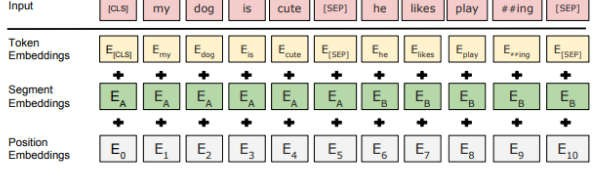 Input [CLS] my dog is cute [SEP] he likes play ##ing [SEP]
Token Embeddings E[CLS] Emy Edog Eis Ecute E[SEP] Ehe Elikes Eplay E##ing E[SEP]
Segment Embeddings EA EA EA EA EA EA EB EB EB EB EB
Position Embeddings E0 E1 E2 E3 E4 E5 E6 E7 E8 E9 E10